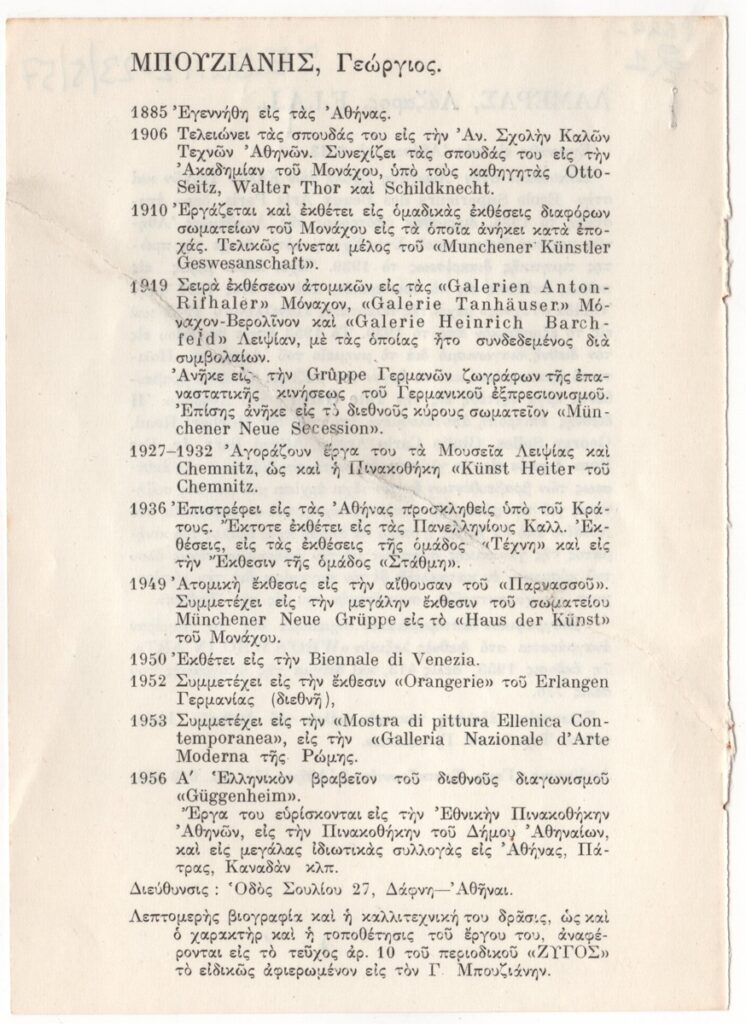 ΜΠΟΥΖΙΑΝΗΣ, Γεώργιος.
1885 Ἐγεννήθη εἰς τὰς Ἀθήνας.
1906 Τελειώνει τὰς σπουδάς του εἰς τὴν Ἀν. Σχολὴν Καλῶν
Τεχνῶν Ἀθηνῶν. Συνεχίζει τὰς σπουδάς του εἰς τὴν
Ἀκαδημίαν τοῦ Μονάχου, ὑπὸ τοὺς καθηγητὰς Otto-
Seitz, Walter Thor καὶ Schildknecht.
1910 Ἐργάζεται καὶ ἐκθέτει εἰς ὁμαδικὰς ἐκθέσεις διαφόρων
σωματείων τοῦ Μονάχου εἰς τὰ ὁποῖα ἀνήκει κατὰ ἐπο-
χάς. Τελικῶς γίνεται μέλος τοῦ «Munchener Künstler
Geswesanschaft».
1919 Σειρὰ ἐκθέσεων ἀτομικῶν εἰς τὰς «Galerien Anton-
Rifhaler» Μόναχον, «Galerie Tanhäuser» Μό-
ναχον-Βερολῖνον καὶ «Galerie Heinrich Barch-
feld» Λειψίαν, μὲ τὰς ὁποίας ἦτο συνδεδεμένος διὰ
συμβολαίων.
Ἀνῆκε εἰς τὴν Grüppe Γερμανῶν ζωγράφων τῆς ἐπα-
ναστατικῆς κινήσεως τοῦ Γερμανικοῦ ἐξπρεσιονισμοῦ.
Ἐπίσης ἀνῆκε εἰς τὸ διεθνοῦς κύρους σωματεῖον «Mün-
chener Neue Secession».
1927–1932 Ἀγοράζουν ἔργα του τὰ Μουσεῖα Λειψίας καὶ
Chemnitz, ὡς καὶ ἡ Πινακοθήκη «Künst Heiter τοῦ
Chemnitz.
1936 Ἐπιστρέφει εἰς τὰς Ἀθήνας προσκληθεὶς ὑπὸ τοῦ Κρά-
τους. Ἔκτοτε ἐκθέτει εἰς τὰς Πανελληνίους Καλλ. Ἐκ-
θέσεις, εἰς τὰς ἐκθέσεις τῆς ὁμάδος «Τέχνη» καὶ εἰς
τὴν Ἔκθεσιν τῆς ὁμάδος «Στάθμη».
1949 Ἀτομικὴ ἔκθεσις εἰς τὴν αἴθουσαν τοῦ «Παρνασσοῦ».
Συμμετέχει εἰς τὴν μεγάλην ἔκθεσιν τοῦ σωματείου
Münchener Neue Grüppe εἰς τὸ «Haus der Künst»
τοῦ Μονάχου.
1950 Ἐκθέτει εἰς τὴν Biennale di Venezia.
1952 Συμμετέχει εἰς τὴν ἔκθεσιν «Orangerie» τοῦ Erlangen
Γερμανίας (διεθνῆ),
1953 Συμμετέχει εἰς τὴν «Mostra di pittura Ellenica Con-
temporanea», εἰς τὴν «Galleria Nazionale d'Arte
Moderna τῆς Ρώμης.
1956 Α′ Ἑλληνικὸν βραβεῖον τοῦ διεθνοῦς διαγωνισμοῦ
«Güggenheim».
Ἔργα του εὑρίσκονται εἰς τὴν Ἐθνικὴν Πινακοθήκην
Ἀθηνῶν, εἰς τὴν Πινακοθήκην τοῦ Δήμου Ἀθηναίων,
καὶ εἰς μεγάλας ἰδιωτικὰς συλλογὰς εἰς Ἀθήνας, Πά-
τρας, Καναδᾶν κλπ.
Διεύθυνσις : Ὁδὸς Σουλίου 27, Δάφνη—Ἀθῆναι.
Λεπτομερὴς βιογραφία καὶ ἡ καλλιτεχνική του δρᾶσις, ὡς καὶ
ὁ χαρακτὴρ καὶ ἡ τοποθέτησις τοῦ ἔργου του, ἀναφέ-
ρονται εἰς τὸ τεῦχος ἀρ. 10 τοῦ περιοδικοῦ «ΖΥΓΟΣ»
τὸ εἰδικῶς ἀφιερωμένον εἰς τὸν Γ. Μπουζιάνην.